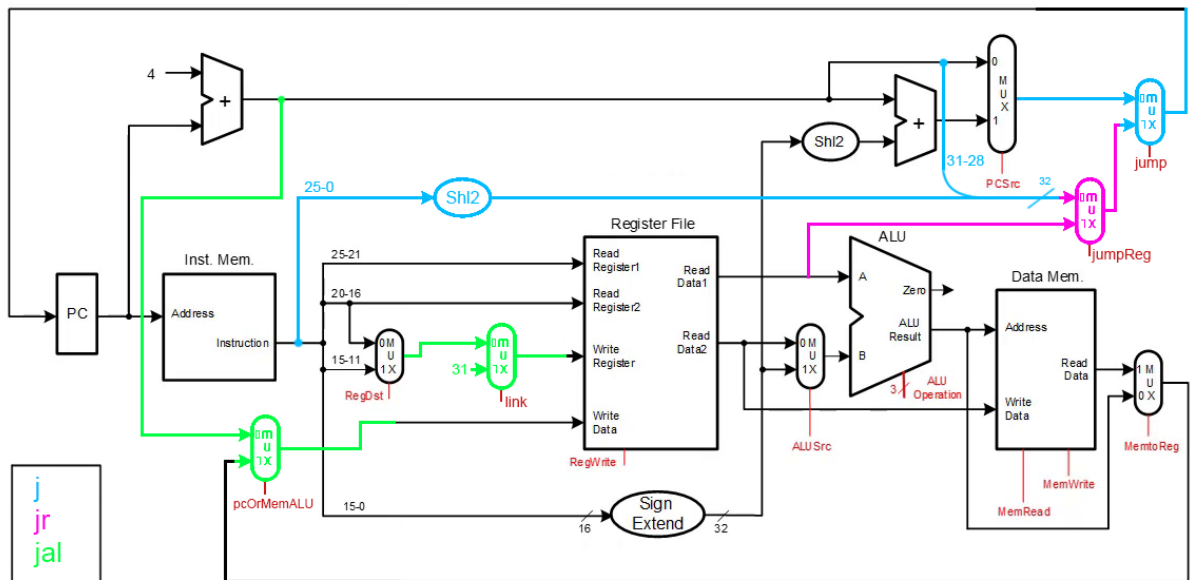 4
+
Shl2
+
0
M
U
X
1
PCSrc
0
M
U
X
1
jump
31-28
25-0
Shl2
32
0
M
U
X
1
jumpReg
Register File
ALU
Inst. Mem.
Data Mem.
PC
Address
Instruction
25-21
20-16
15-11
0 M
U
1 X
RegDst
31
0
M
U
X
1
link
Read
Register1
Read
Register2
Write
Register
Write
Data
Read
Data1
Read
Data2
RegWrite
0 M
U
1 X
ALUSrc
A
B
Zero
ALU
Result
3
ALU
Operation
Address
Read
Data
Write
Data
MemWrite
MemRead
1 M
U
0 X
MemtoReg
0
M
U
X
1
pcOrMemALU
15-0
16
Sign
Extend
32
j
jr
jal